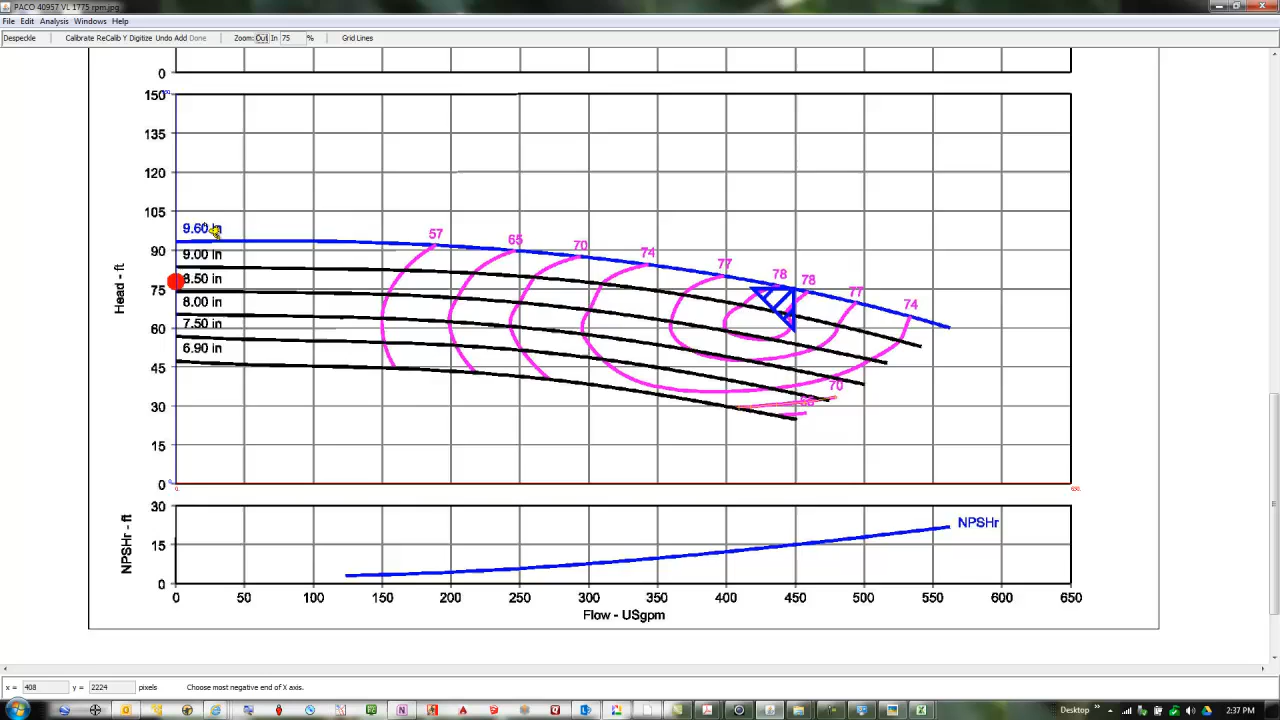 PACO 40957 VL 1775 rpm.jpg
File Edit Analysis Windows Help
Despeckle Calibrate ReCalib Y Digitize Undo Add Done Zoom: Out In 75 % Grid Lines
0
150
135
120
105
90
75
60
45
30
15
0
Head - ft
9.60 in
9.00 in
8.50 in
8.00 in
7.50 in
6.90 in
57 65 70 74 77 78 78 77 74
70
0. 650.
30
15
0
NPSHr - ft
NPSHr
0 50 100 150 200 250 300 350 400 450 500 550 600 650
Flow - USgpm
x = 408 y = 2224 pixels Choose most negative end of X axis.
Desktop » 2:37 PM